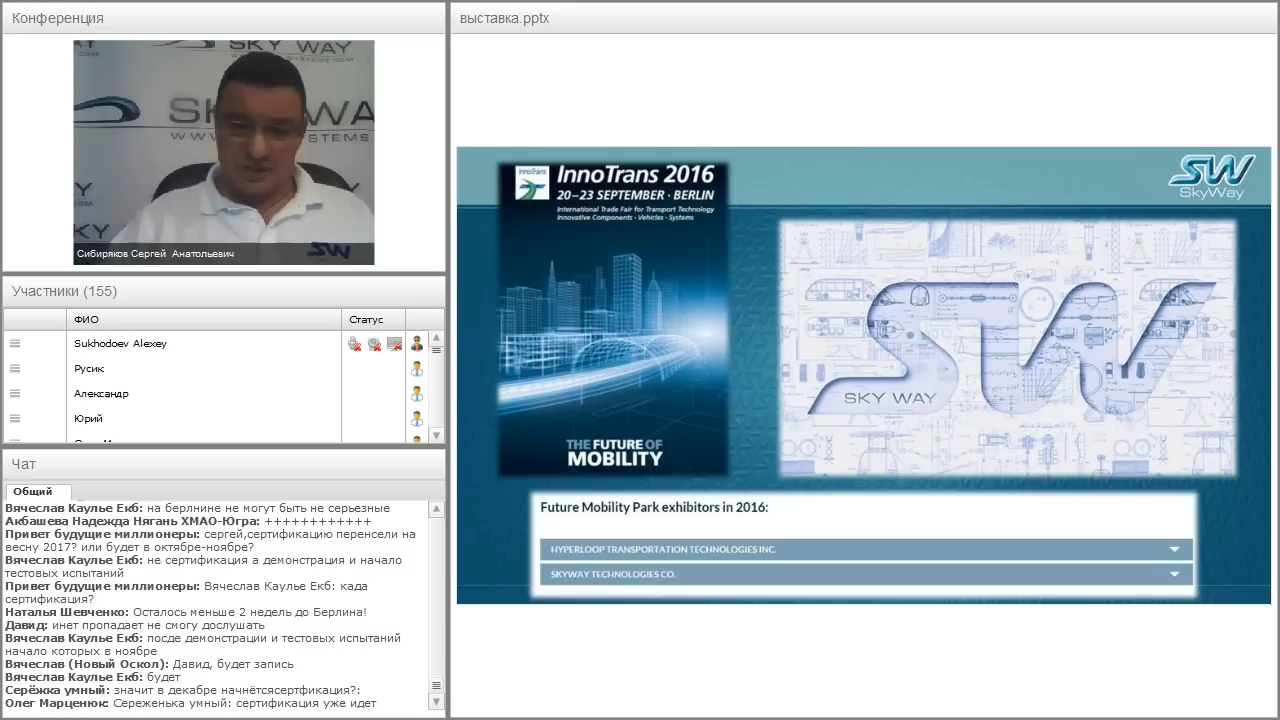 Конференция
SKY WAY
SKY WAY
WWW
STEMS
Сибиряков Сергей Анатольевич
Участники (155)
ФИО
Статус
Sukhodoev Alexey
Русик
Александр
Юрий
Чат
Общий
Вячеслав Каулье Екб: на берлнине не могут быть не серьезные
Акбашева Надежда Нягань ХМАО-Югра: ++++++++++++
Привет будущие миллионеры: сергей,сертификацию перенсели на
весну 2017? или будет в октябре-ноябре?
Вячеслав Каулье Екб: не сертификация а демонстрация и начало
тестовых испытаний
Привет будущие миллионеры: Вячеслав Каулье Екб: када
сертификация?
Наталья Шевченко: Осталось меньше 2 недель до Берлина!
Давид: инет пропадает не смогу дослушать
Вячеслав Каулье Екб: посде демонстрации и тестовых испытаний
начало которых в ноябре
Вячеслав (Новый Оскол): Давид, будет запись
Вячеслав Каулье Екб: будет
Серёжка умный: значит в декабре начнётсясертфикация?:
Олег Марценюк: Сереженька умный: сертификация уже идет
выставка.pptx
InnoTrans
InnoTrans 2016
20–23 SEPTEMBER · BERLIN
International Trade Fair for Transport Technology
Innovative Components · Vehicles · Systems
THE FUTURE OF
MOBILITY
SW
SkyWay
SW
SKY WAY
Future Mobility Park exhibitors in 2016:
HYPERLOOP TRANSPORTATION TECHNOLOGIES INC.
SKYWAY TECHNOLOGIES CO.